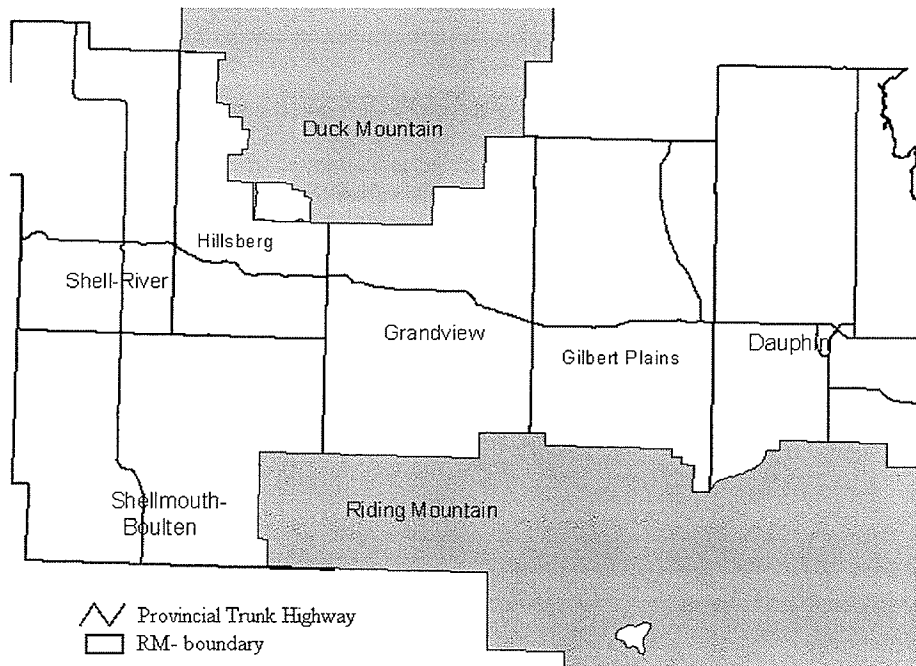 Duck Mountain
Hillsberg
Shell-River
Grandview
Dauphin
Gilbert Plains
Shellmouth-
Boulten
Riding Mountain
Provincial Trunk Highway
RM- boundary